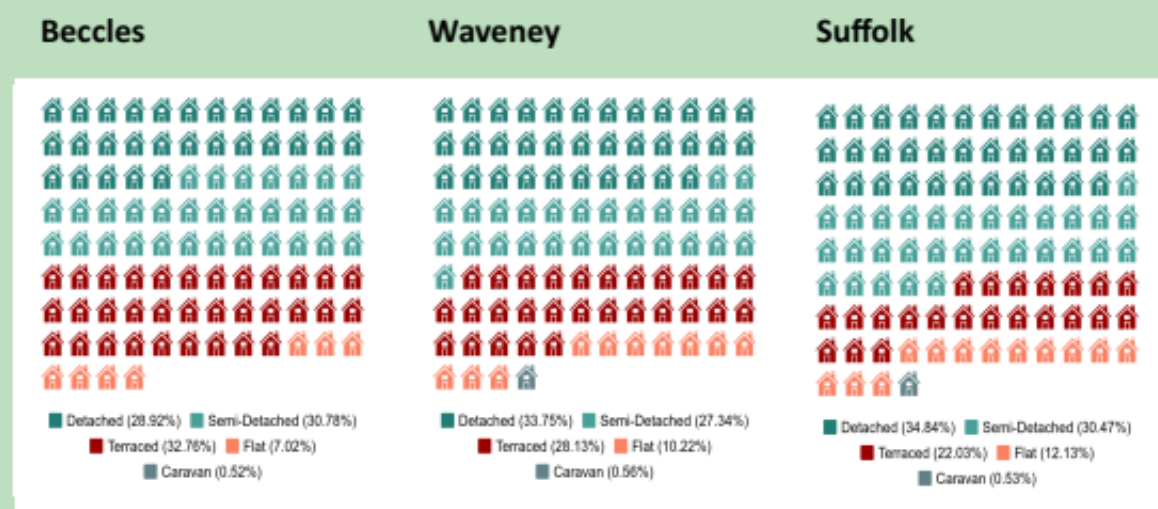 Beccles
Waveney
Suffolk
Detached (28.92%) Semi-Detached (30.78%)
Terraced (32.76%) Flat (7.02%)
Caravan (0.52%)
Detached (33.75%) Semi-Detached (27.34%)
Terraced (28.13%) Flat (10.22%)
Caravan (0.56%)
Detached (34.84%) Semi-Detached (30.47%)
Terraced (22.03%) Flat (12.13%)
Caravan (0.53%)